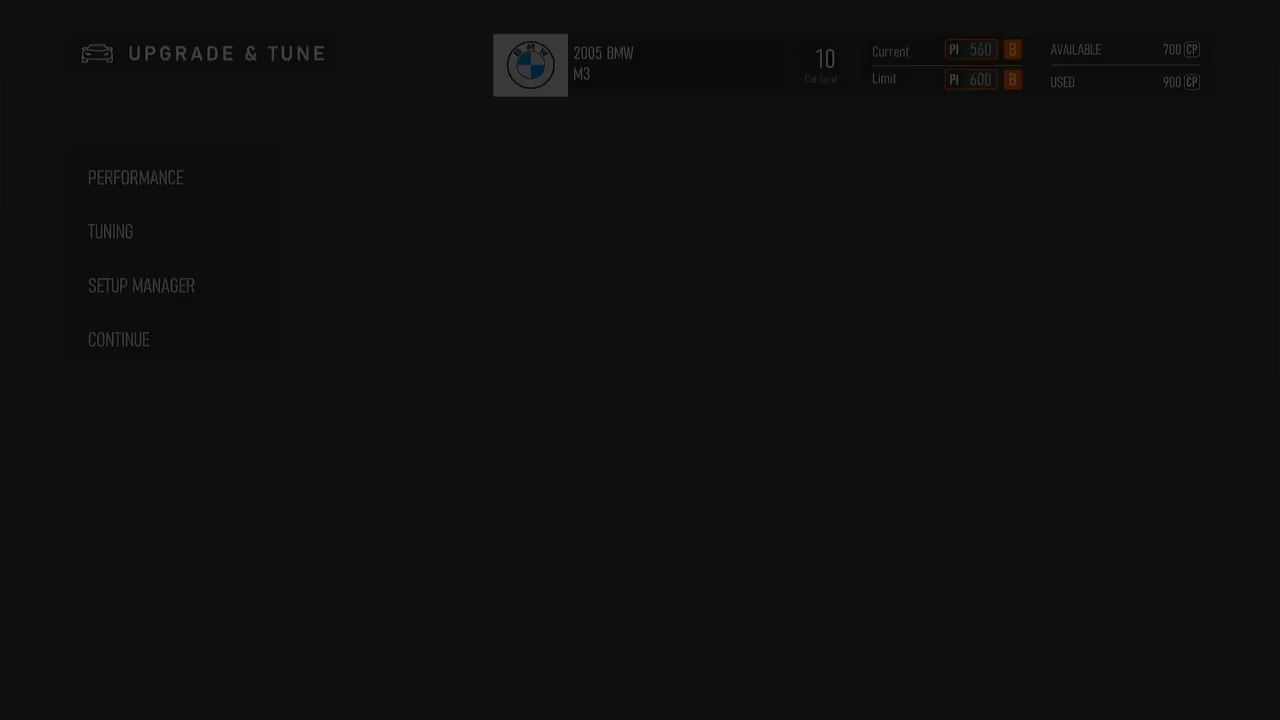 UPGRADE & TUNE
BMW
2005 BMW
M3
10
Car Level
Current PI 560 B
Limit PI 600 B
AVAILABLE 700 CP
USED 900 CP
PERFORMANCE
TUNING
SETUP MANAGER
CONTINUE